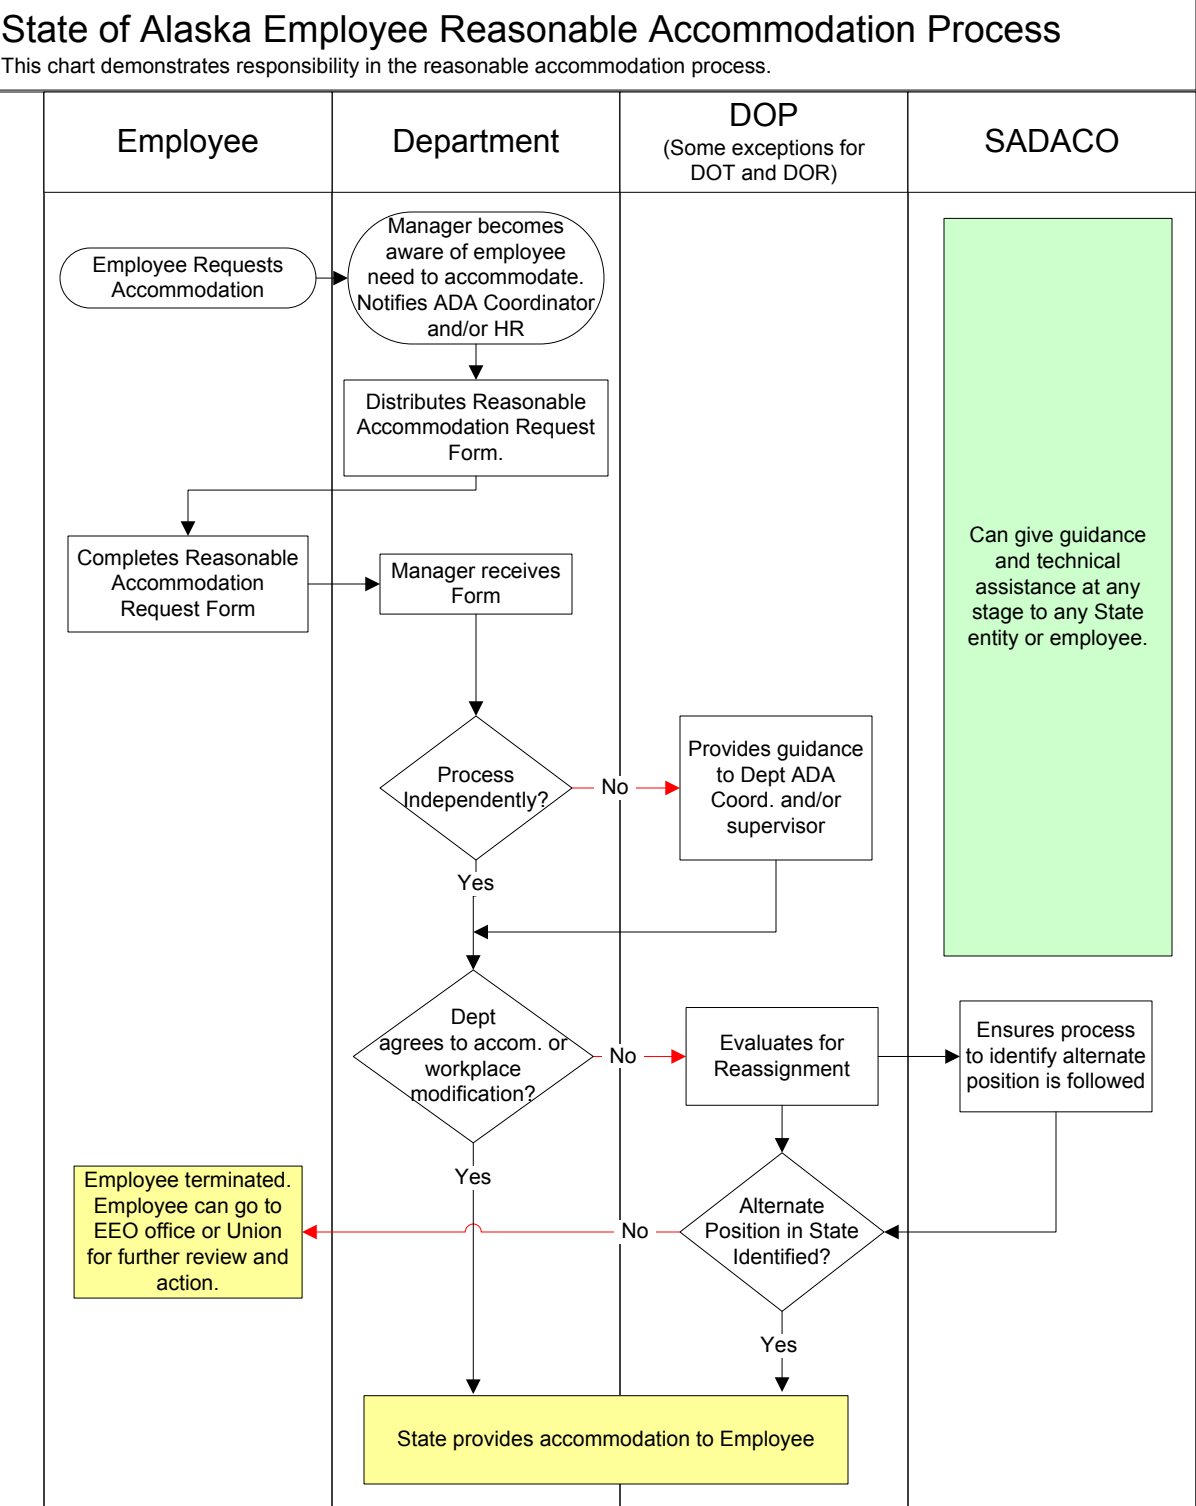 State of Alaska Employee Reasonable Accommodation Process
This chart demonstrates responsibility in the reasonable accommodation process.
Employee
Department
DOP
(Some exceptions for
DOT and DOR)
SADACO
Employee Requests
Accommodation
Manager becomes
aware of employee
need to accommodate.
Notifies ADA Coordinator
and/or HR
Distributes Reasonable
Accommodation Request
Form.
Completes Reasonable
Accommodation
Request Form
Manager receives
Form
Can give guidance
and technical
assistance at any
stage to any State
entity or employee.
Process
Independently?
No
Provides guidance
to Dept ADA
Coord. and/or
supervisor
Yes
Dept
agrees to accom. or
workplace
modification?
No
Evaluates for
Reassignment
Ensures process
to identify alternate
position is followed
Yes
Employee terminated.
Employee can go to
EEO office or Union
for further review and
action.
No
Alternate
Position in State
Identified?
Yes
State provides accommodation to Employee